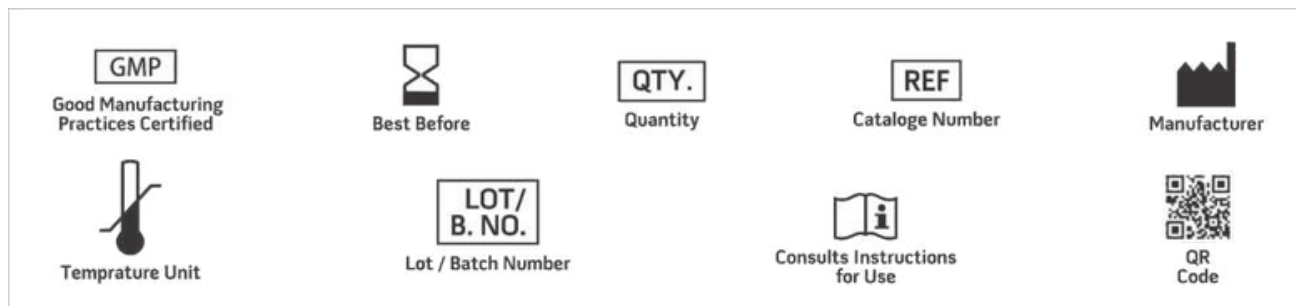 GMP
Good Manufacturing
Practices Certified
Best Before
QTY.
Quantity
REF
Cataloge Number
Manufacturer
Temprature Unit
LOT/
B. NO.
Lot / Batch Number
i
Consults Instructions
for Use
QR
Code